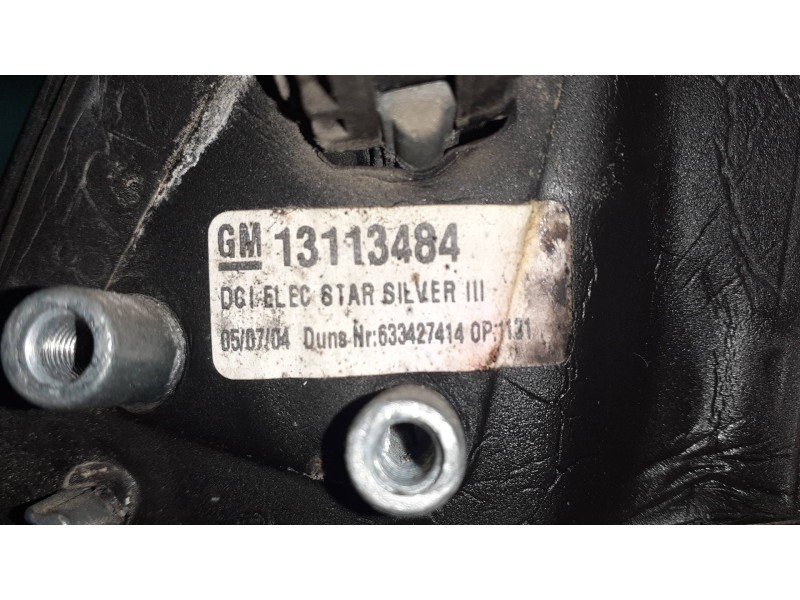 GM 13113484
DCI ELEC STAR SILVER III
05/07/04 Duns Nr:633427414 OP:1131